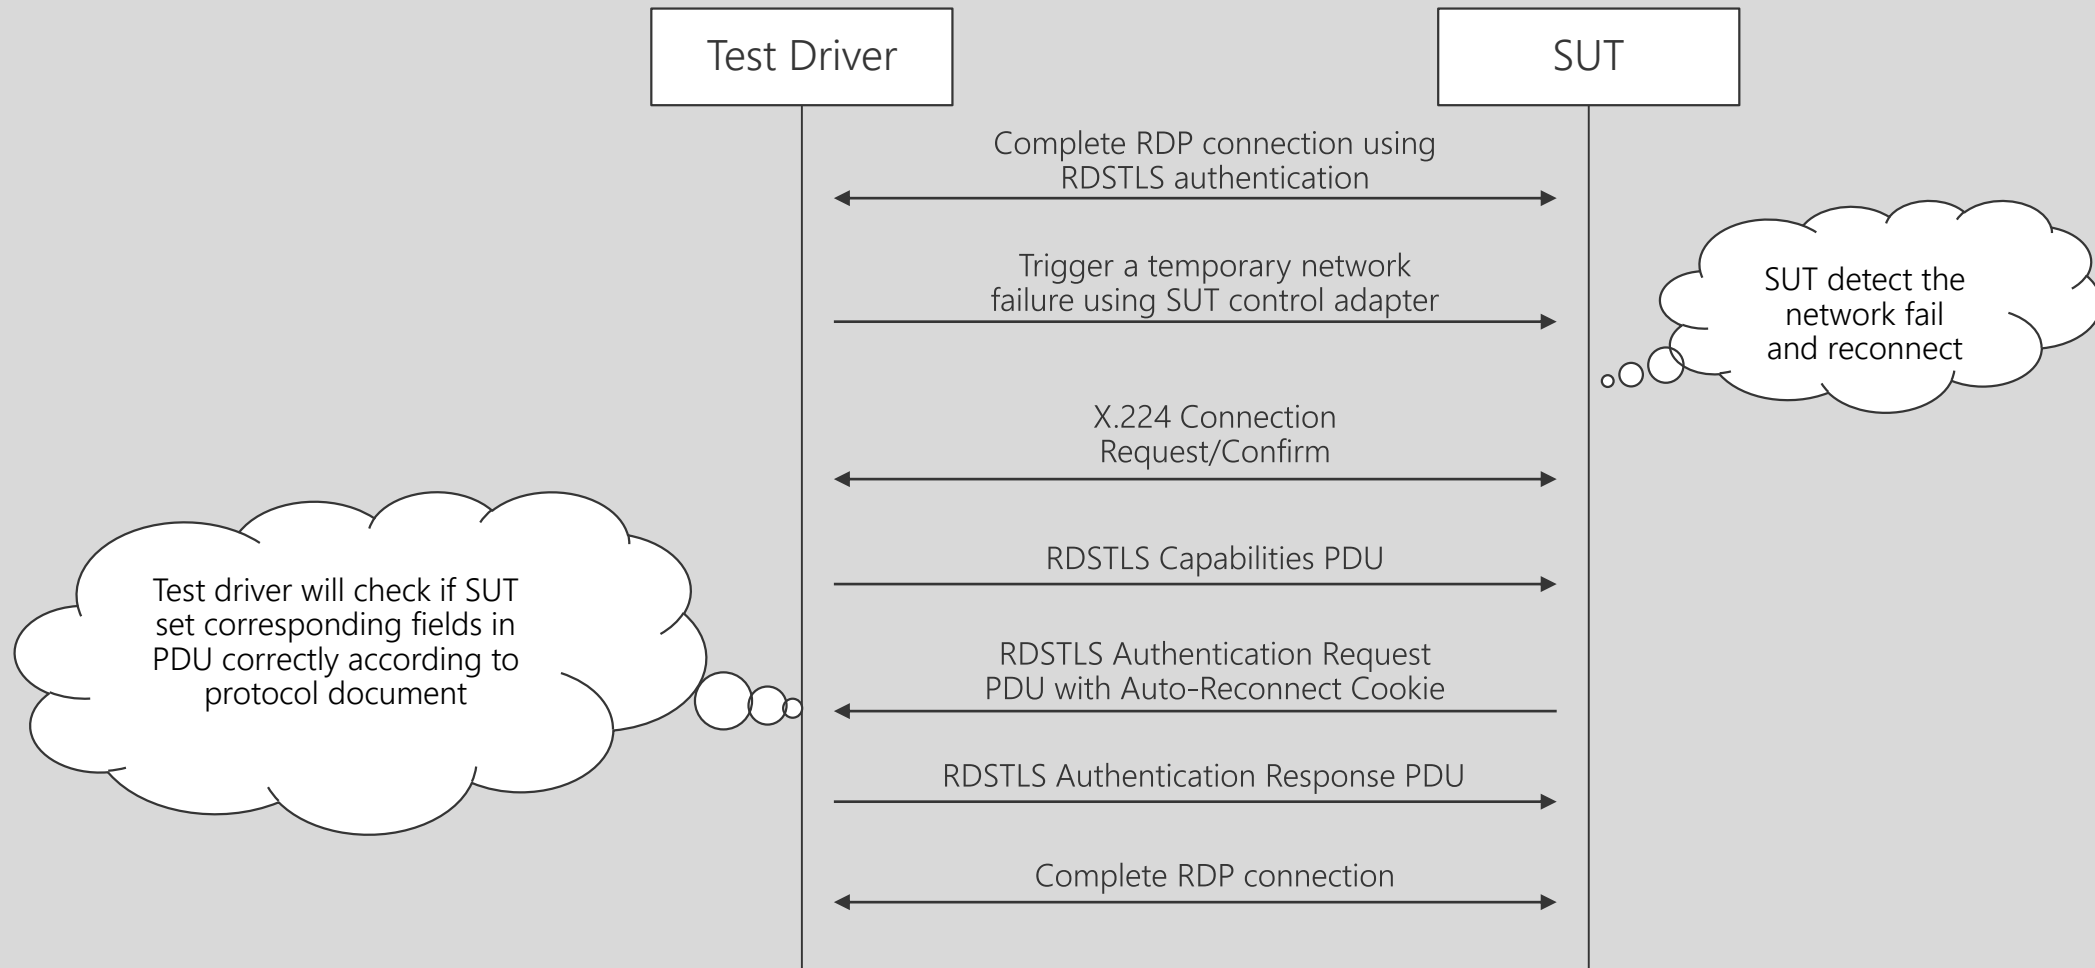 Test Driver
SUT
Complete RDP connection using
RDSTLS authentication
Trigger a temporary network
failure using SUT control adapter
SUT detect the
network fail
and reconnect
X.224 Connection
Request/Confirm
RDSTLS Capabilities PDU
Test driver will check if SUT
set corresponding fields in
PDU correctly according to
protocol document
RDSTLS Authentication Request
PDU with Auto-Reconnect Cookie
RDSTLS Authentication Response PDU
Complete RDP connection